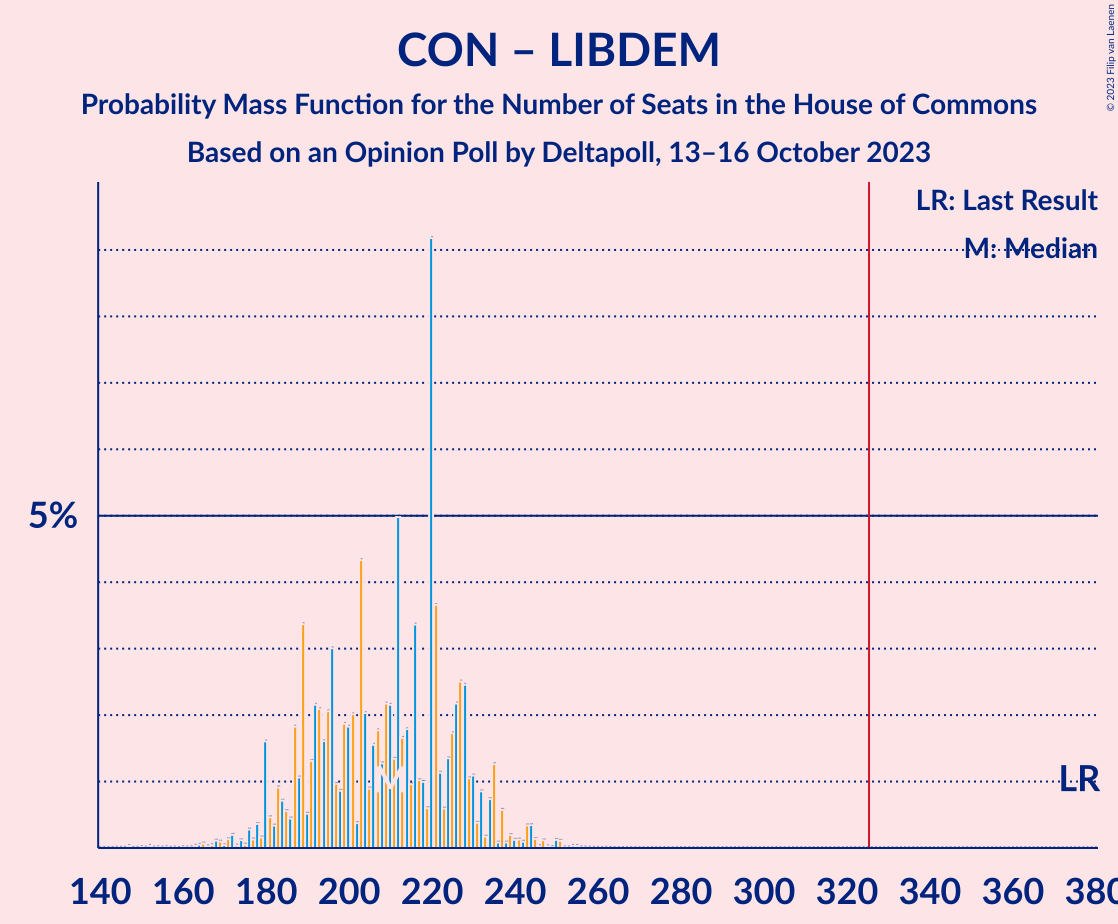 © 2023 Filip van Laenen
CON – LIBDEM
Probability Mass Function for the Number of Seats in the House of Commons
Based on an Opinion Poll by Deltapoll, 13–16 October 2023
LR: Last Result
M: Median
5%
M
LR
140 160 180 200 220 240 260 280 300 320 340 360 380